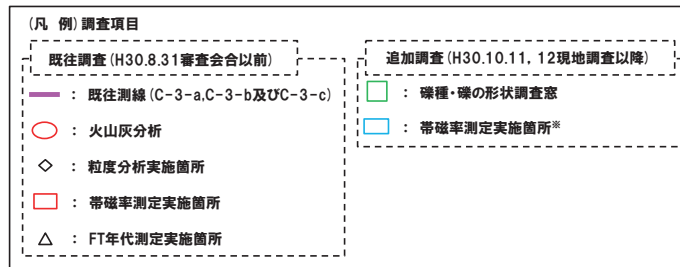 (凡 例)調査項目
既往調査(H30.8.31審査会合以前)
: 既往測線(C-3-a,C-3-b及びC-3-c)
: 火山灰分析
: 粒度分析実施箇所
: 帯磁率測定実施箇所
: FT年代測定実施箇所
追加調査(H30.10.11, 12現地調査以降)
: 礫種・礫の形状調査窓
: 帯磁率測定実施箇所※